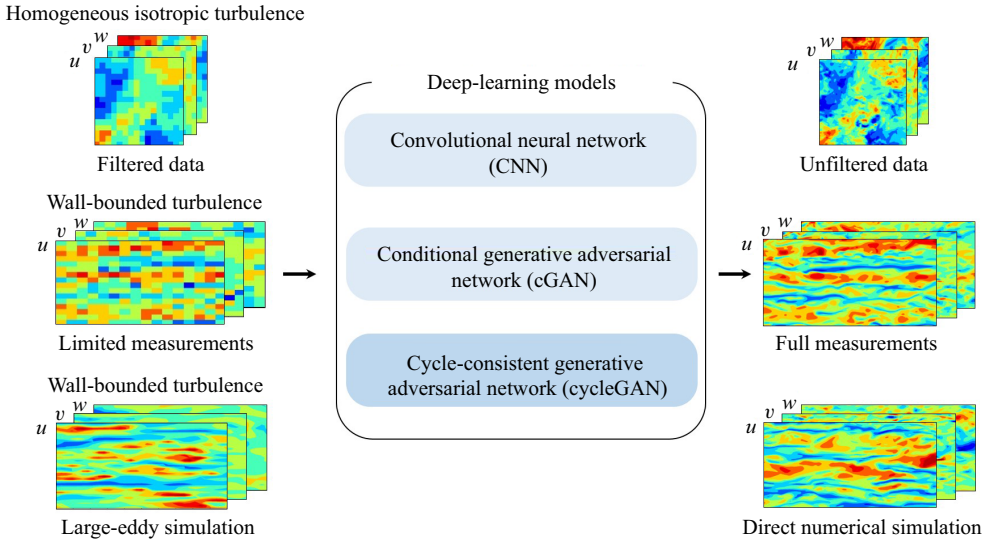 Homogeneous isotropic turbulence
u v w
Filtered data
Wall-bounded turbulence
u v w
Limited measurements
Wall-bounded turbulence
u v w
Large-eddy simulation
Deep-learning models
Convolutional neural network
(CNN)
Conditional generative adversarial
network (cGAN)
Cycle-consistent generative
adversarial network (cycleGAN)
u v w
Unfiltered data
u v w
Full measurements
u v w
Direct numerical simulation